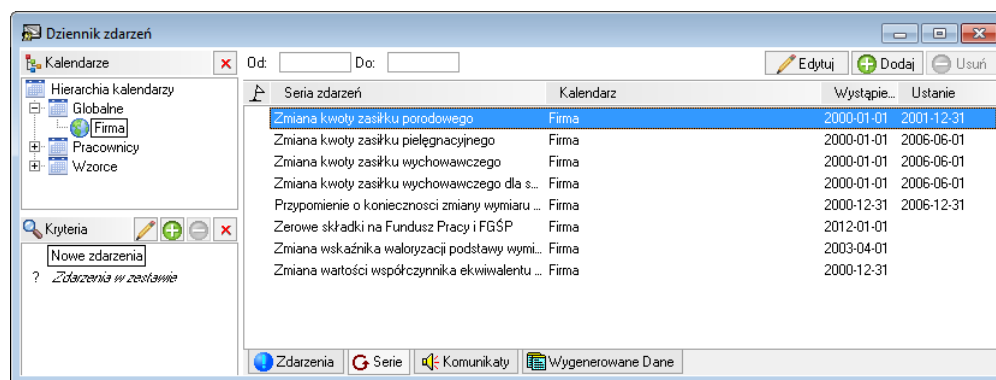 Dziennik zdarzeń
Kalendarze
Od: Do: Edytuj Dodaj Usuń
Hierarchia kalendarzy
Globalne
Firma
Pracownicy
Wzorce
Seria zdarzeń Kalendarz Wystąpie... Ustanie
Zmiana kwoty zasiłku porodowego Firma 2000-01-01 2001-12-31
Zmiana kwoty zasiłku pielęgnacyjnego Firma 2000-01-01 2006-06-01
Zmiana kwoty zasiłku wychowawczego Firma 2000-01-01 2006-06-01
Zmiana kwoty zasiłku wychowawczego dla s... Firma 2000-01-01 2006-06-01
Przypomienie o koniecznosci zmiany wymiaru ... Firma 2000-12-31 2006-12-31
Zerowe składki na Fundusz Pracy i FGŚP Firma 2012-01-01
Zmiana wskaźnika waloryzacji podstawy wymi... Firma 2003-04-01
Zmiana wartości współczynnika ekwiwalentu ... Firma 2000-12-31
Kryteria
Nowe zdarzenia
? Zdarzenia w zestawie
Zdarzenia Serie Komunikaty Wygenerowane Dane